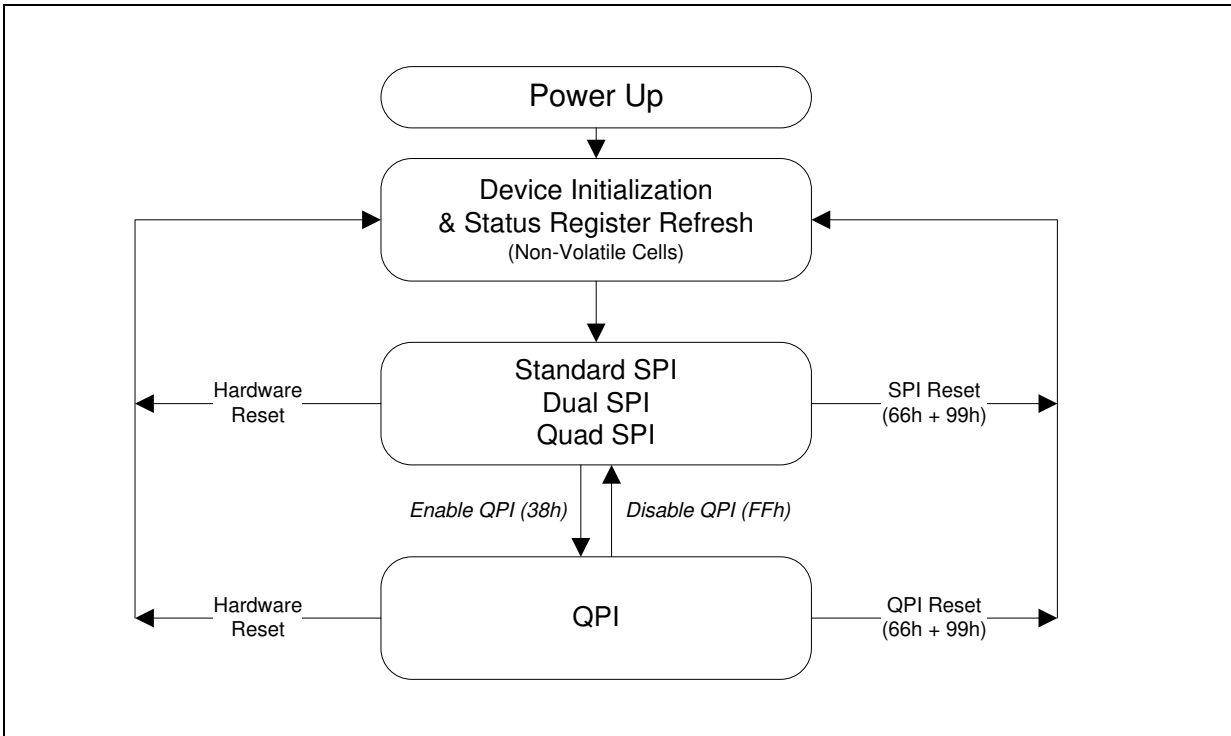 Power Up
Device Initialization
& Status Register Refresh
(Non-Volatile Cells)
Standard SPI
Dual SPI
Quad SPI
Hardware
Reset
SPI Reset
(66h + 99h)
Enable QPI (38h)
Disable QPI (FFh)
QPI
Hardware
Reset
QPI Reset
(66h + 99h)